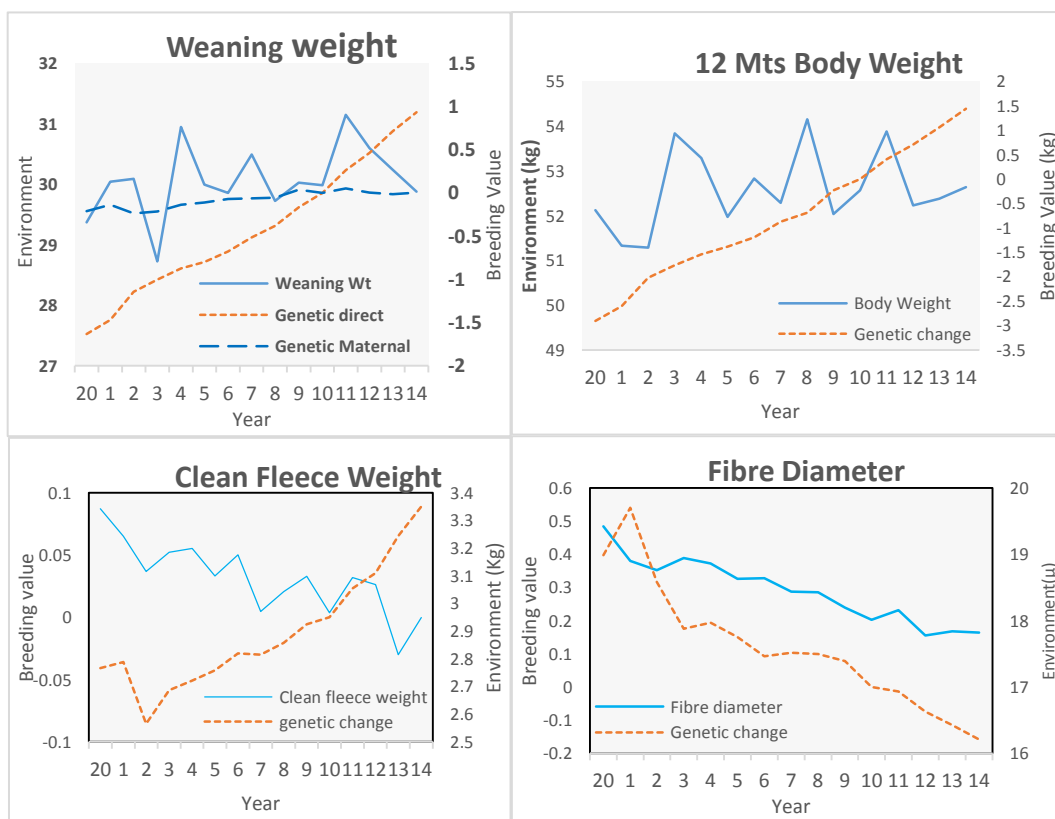 Weaning weight
32
31
30
29
28
27
1.5
1
0.5
0
-0.5
-1
-1.5
-2
Environment
Breeding Value
Weaning Wt
Genetic direct
Genetic Maternal
20 1 2 3 4 5 6 7 8 9 10 11 12 13 14
Year
12 Mts Body Weight
55
54
53
52
51
50
49
2
1.5
1
0.5
0
-0.5
-1
-1.5
-2
-2.5
-3
-3.5
Environment (kg)
Breeding Value (kg)
Body Weight
Genetic change
20 1 2 3 4 5 6 7 8 9 10 11 12 13 14
Year
Clean Fleece Weight
0.1
0.05
0
-0.05
-0.1
3.4
3.3
3.2
3.1
3
2.9
2.8
2.7
2.6
2.5
Breeding value
Environment (Kg)
Clean fleece weight
genetic change
20 1 2 3 4 5 6 7 8 9 10 11 12 13 14
Year
Fibre Diameter
0.6
0.5
0.4
0.3
0.2
0.1
0
-0.1
-0.2
20
19
18
17
16
Breeding value
Environment(µ)
Fibre diameter
Genetic change
20 1 2 3 4 5 6 7 8 9 10 11 12 13 14
Year